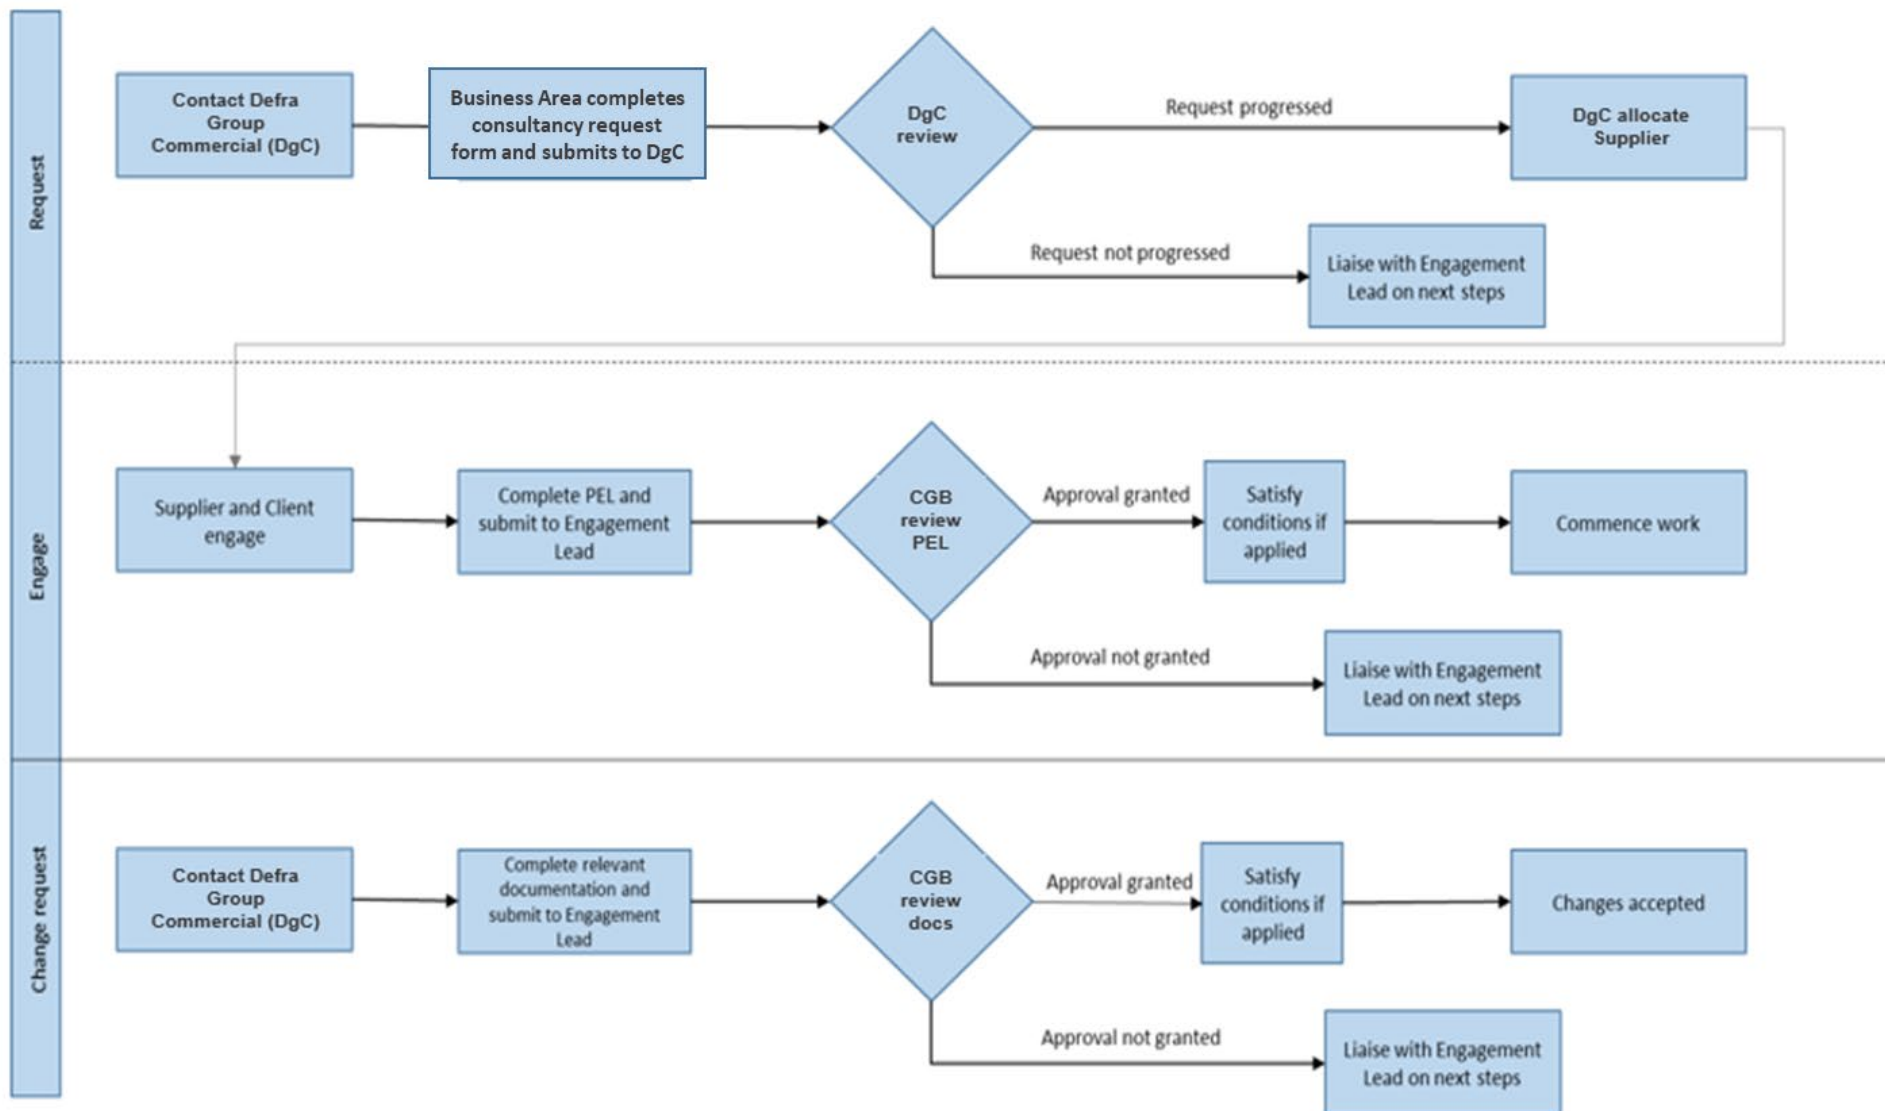 Request
Contact Defra
Group
Commercial (DgC)
Business Area completes
consultancy request
form and submits to DgC
DgC
review
Request progressed
DgC allocate
Supplier
Request not progressed
Liaise with Engagement
Lead on next steps
Engage
Supplier and Client
engage
Complete PEL and
submit to Engagement
Lead
CGB
review
PEL
Approval granted
Satisfy
conditions if
applied
Commence work
Approval not granted
Liaise with Engagement
Lead on next steps
Change request
Contact Defra
Group
Commercial (DgC)
Complete relevant
documentation and
submit to Engagement
Lead
CGB
review
docs
Approval granted
Satisfy
conditions if
applied
Changes accepted
Approval not granted
Liaise with Engagement
Lead on next steps